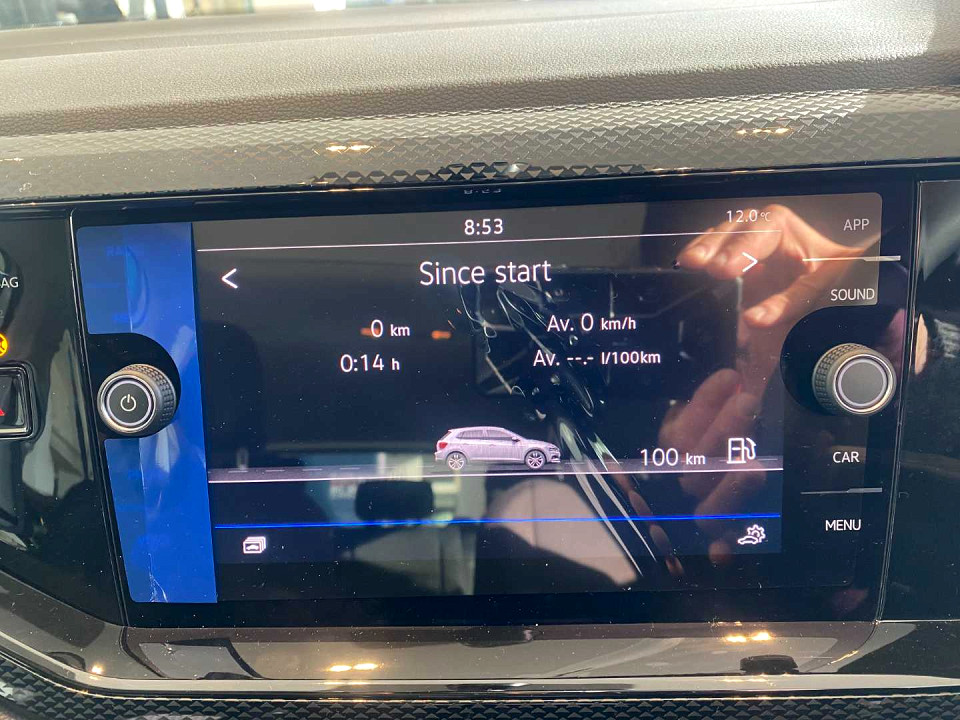 8:53
12.0°C
APP
Since start
AG
SOUND
0 km
Av. 0 km/h
0:14 h
Av. --.- l/100km
100 km
CAR
MENU